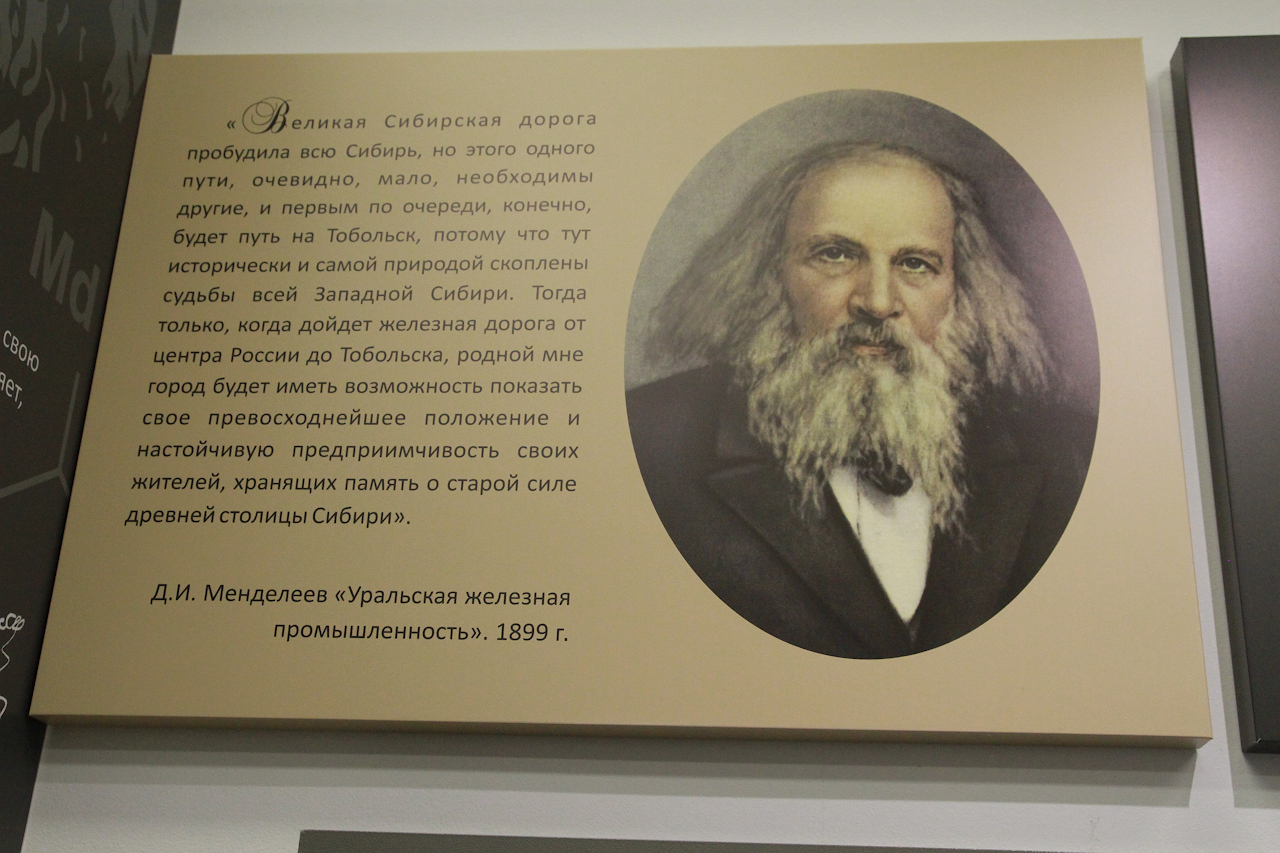 « Великая Сибирская дорога
пробудила всю Сибирь, но этого одного
пути, очевидно, мало, необходимы
другие, и первым по очереди, конечно,
будет путь на Тобольск, потому что тут
исторически и самой природой скоплены
судьбы всей Западной Сибири. Тогда
только, когда дойдет железная дорога от
центра России до Тобольска, родной мне
город будет иметь возможность показать
свое превосходнейшее положение и
настойчивую предприимчивость своих
жителей, хранящих память о старой силе
древней столицы Сибири».
Д.И. Менделеев «Уральская железная
промышленность». 1899 г.
Md
свою